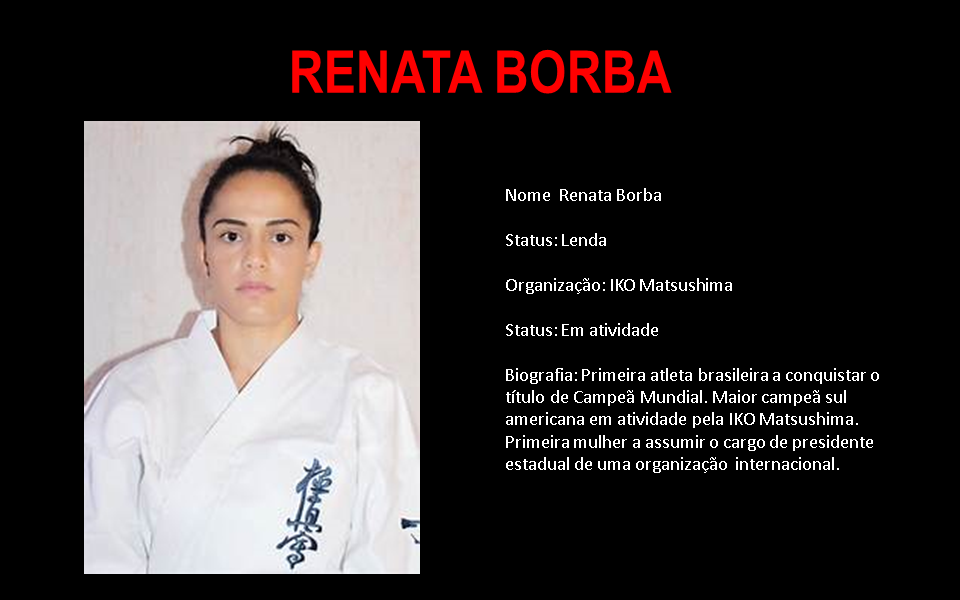 RENATA BORBA
Nome Renata Borba
Status: Lenda
Organização: IKO Matsushima
Status: Em atividade
Biografia: Primeira atleta brasileira a conquistar o
título de Campeã Mundial. Maior campeã sul
americana em atividade pela IKO Matsushima.
Primeira mulher a assumir o cargo de presidente
estadual de uma organização internacional.
極
真
會